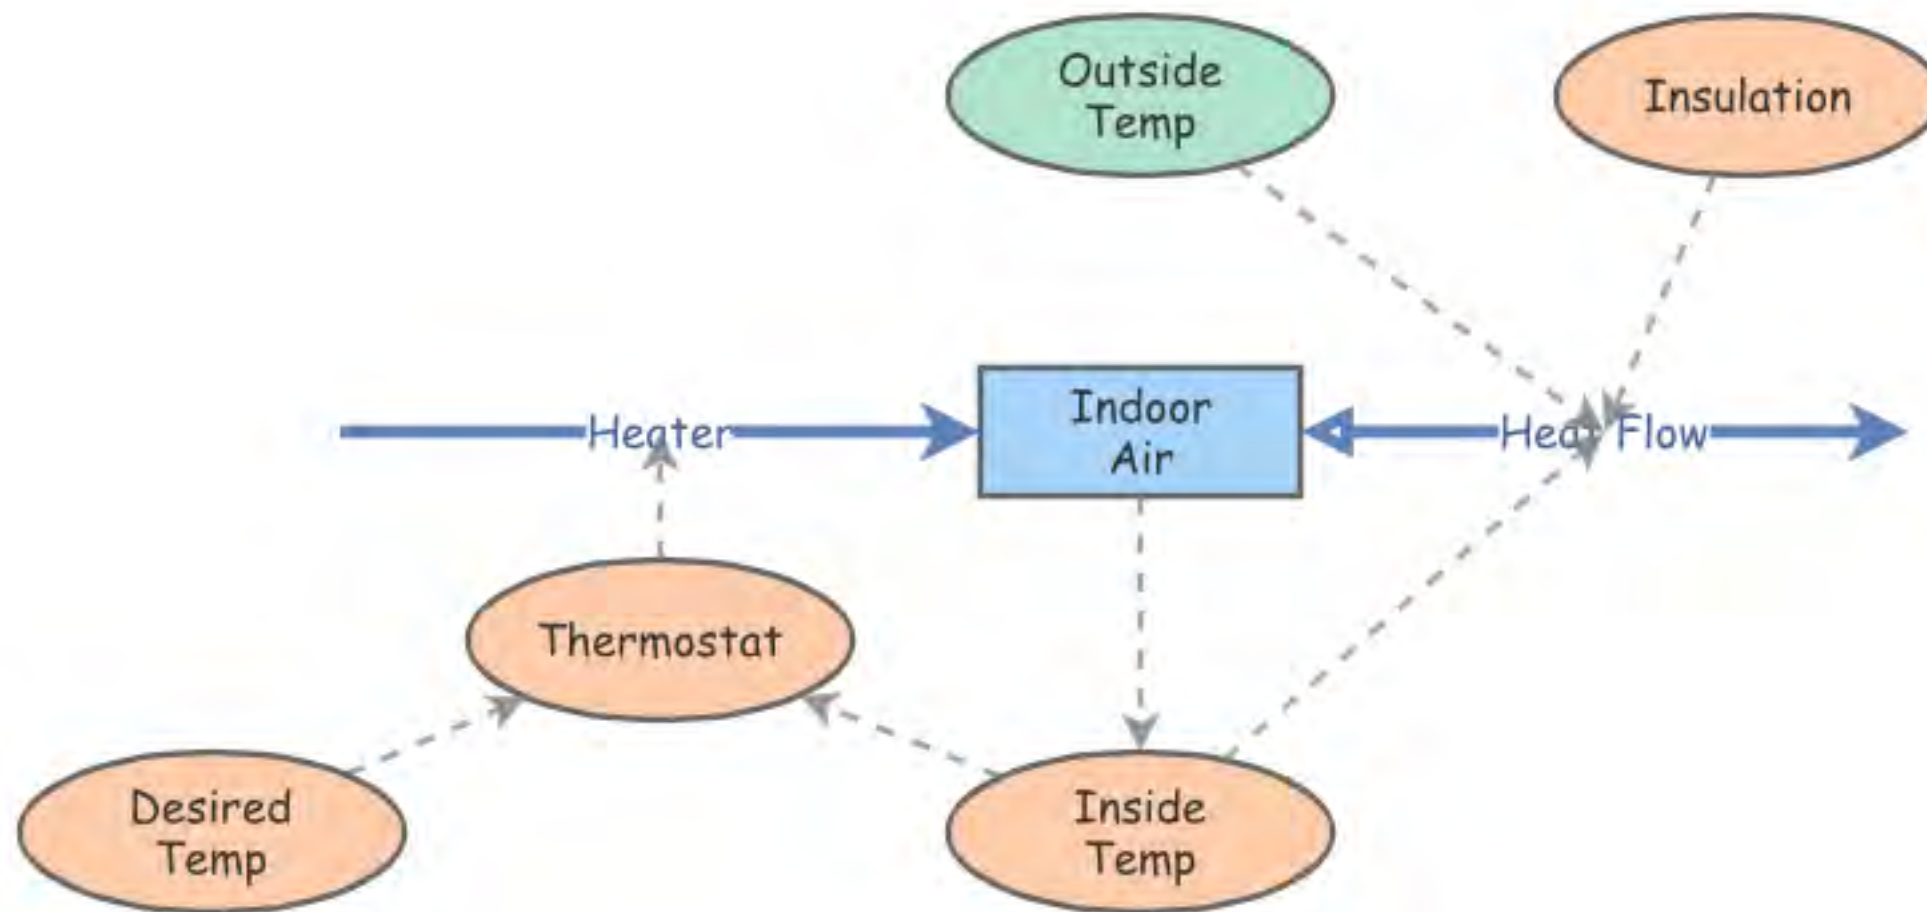 Outside
Temp
Insulation
Heater
Indoor
Air
Heat Flow
Thermostat
Desired
Temp
Inside
Temp